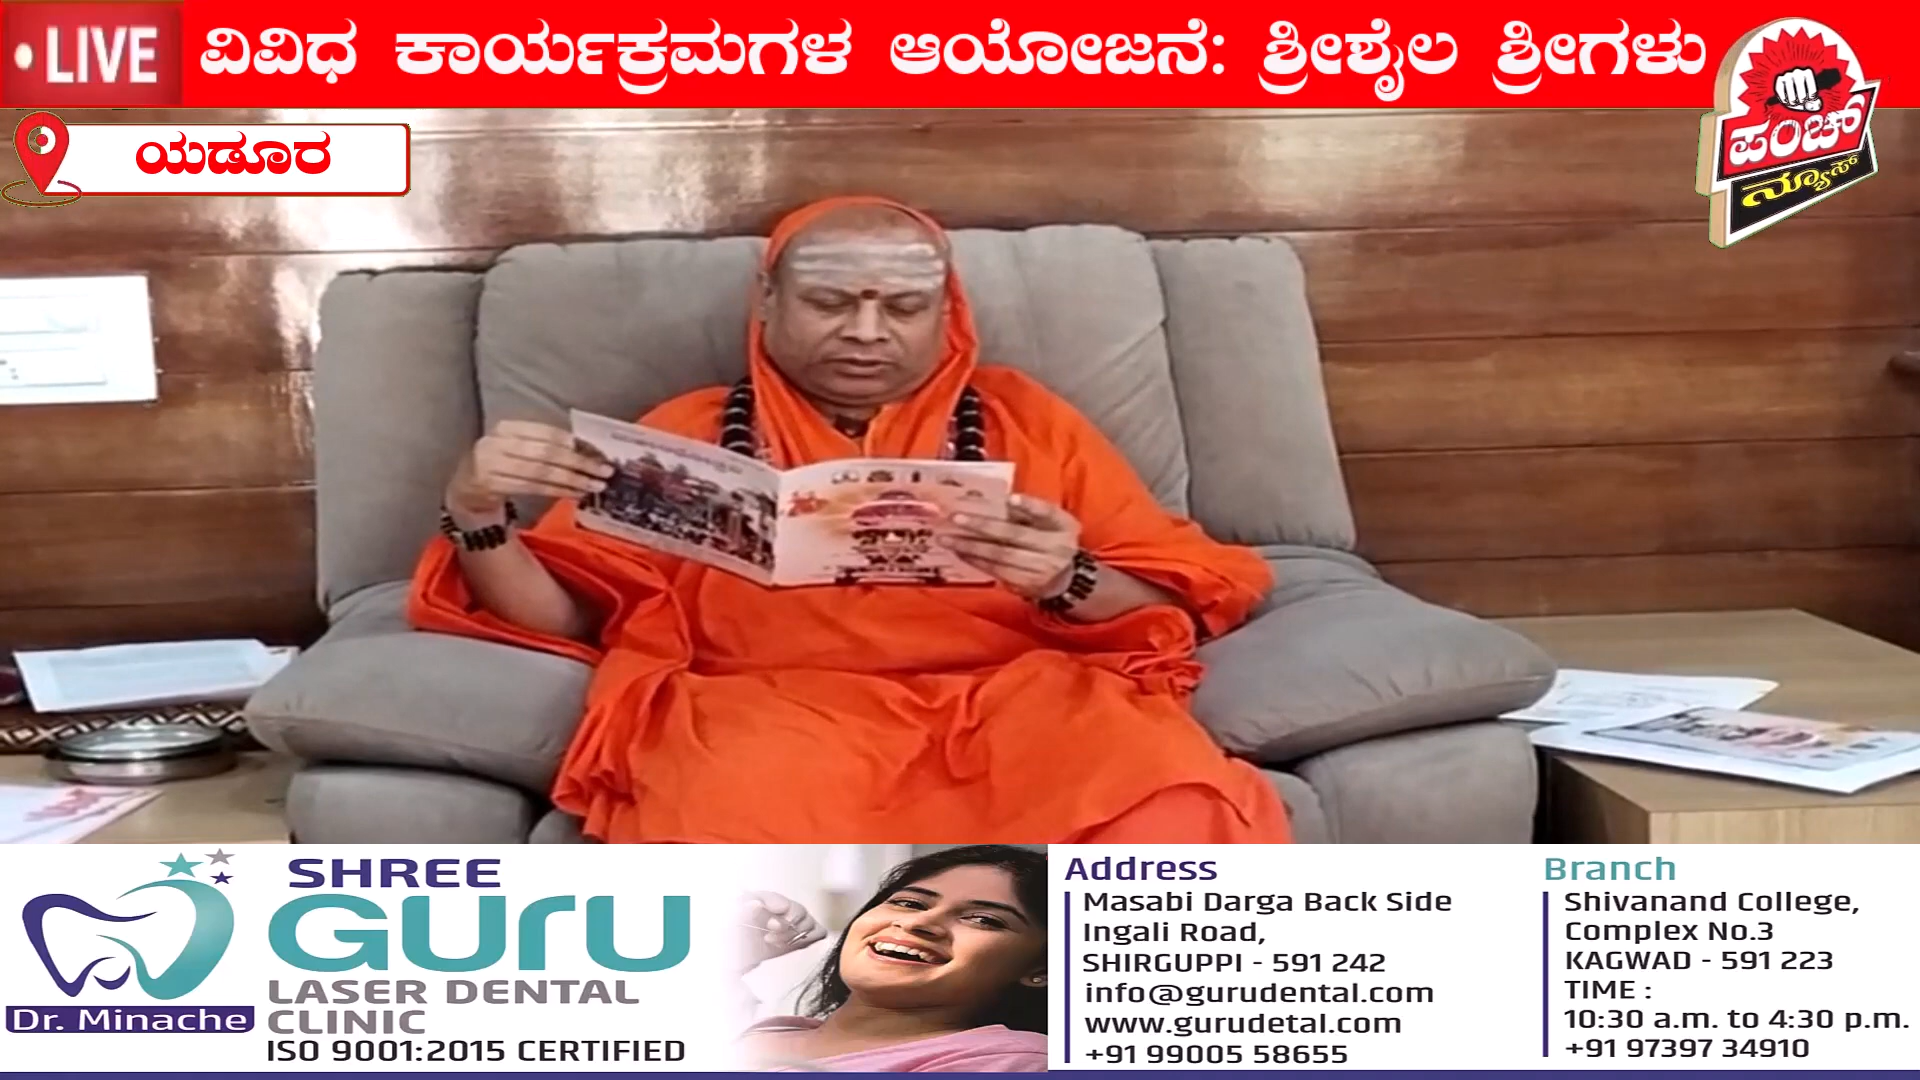 LIVE ವಿವಿಧ ಕಾರ್ಯಕ್ರಮಗಳ ಆಯೋಜನೆ: ಶ್ರೀಶೈಲ ಶ್ರೀಗಳು
ಯಡೂರ
ಪಂಚ್
ನ್ಯೂಸ್
SHREE
GURU
LASER DENTAL
CLINIC
ISO 9001:2015 CERTIFIED
Dr. Minache
Address
Masabi Darga Back Side
Ingali Road,
SHIRGUPPI - 591 242
info@gurudental.com
www.gurudetal.com
+91 99005 58655
Branch
Shivanand College,
Complex No.3
KAGWAD - 591 223
TIME :
10:30 a.m. to 4:30 p.m.
+91 97397 34910